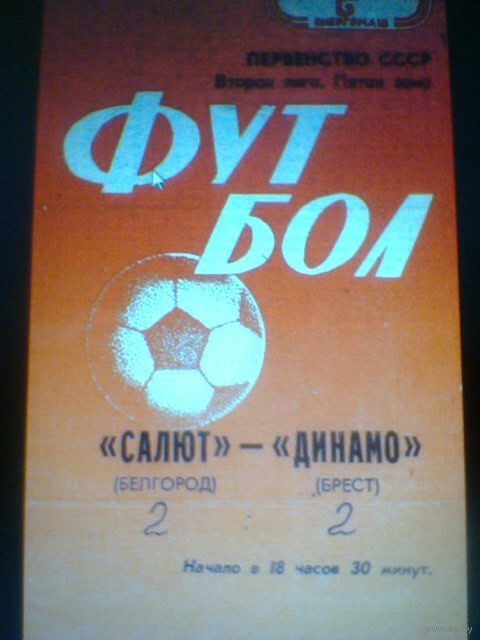 ЭНЕРГОМАШ
ПЕРВЕНСТВО СССР
Вторая лига. Пятая зона
ФУТ
БОЛ
«САЛЮТ» — «ДИНАМО»
(БЕЛГОРОД) (БРЕСТ)
2 : 2
Начало в 18 часов 30 минут.